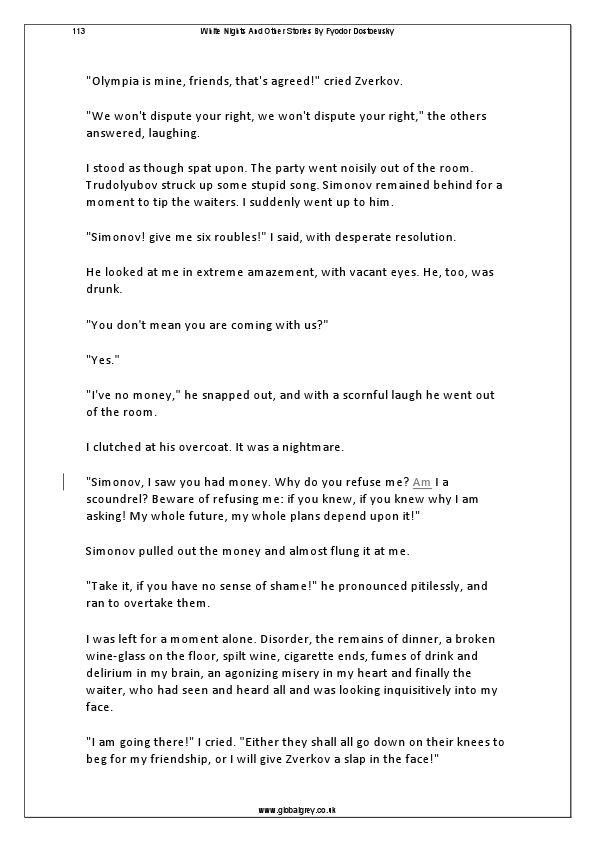 113 White Nights And Other Stories By Fyodor Dostoevsky
"Olympia is mine, friends, that's agreed!" cried Zverkov.
"We won't dispute your right, we won't dispute your right," the others
answered, laughing.
I stood as though spat upon. The party went noisily out of the room.
Trudolyubov struck up some stupid song. Simonov remained behind for a
moment to tip the waiters. I suddenly went up to him.
"Simonov! give me six roubles!" I said, with desperate resolution.
He looked at me in extreme amazement, with vacant eyes. He, too, was
drunk.
"You don't mean you are coming with us?"
"Yes."
"I've no money," he snapped out, and with a scornful laugh he went out
of the room.
I clutched at his overcoat. It was a nightmare.
"Simonov, I saw you had money. Why do you refuse me? Am I a
scoundrel? Beware of refusing me: if you knew, if you knew why I am
asking! My whole future, my whole plans depend upon it!"
Simonov pulled out the money and almost flung it at me.
"Take it, if you have no sense of shame!" he pronounced pitilessly, and
ran to overtake them.
I was left for a moment alone. Disorder, the remains of dinner, a broken
wine-glass on the floor, spilt wine, cigarette ends, fumes of drink and
delirium in my brain, an agonizing misery in my heart and finally the
waiter, who had seen and heard all and was looking inquisitively into my
face.
"I am going there!" I cried. "Either they shall all go down on their knees to
beg for my friendship, or I will give Zverkov a slap in the face!"
www.globalgrey.co.uk